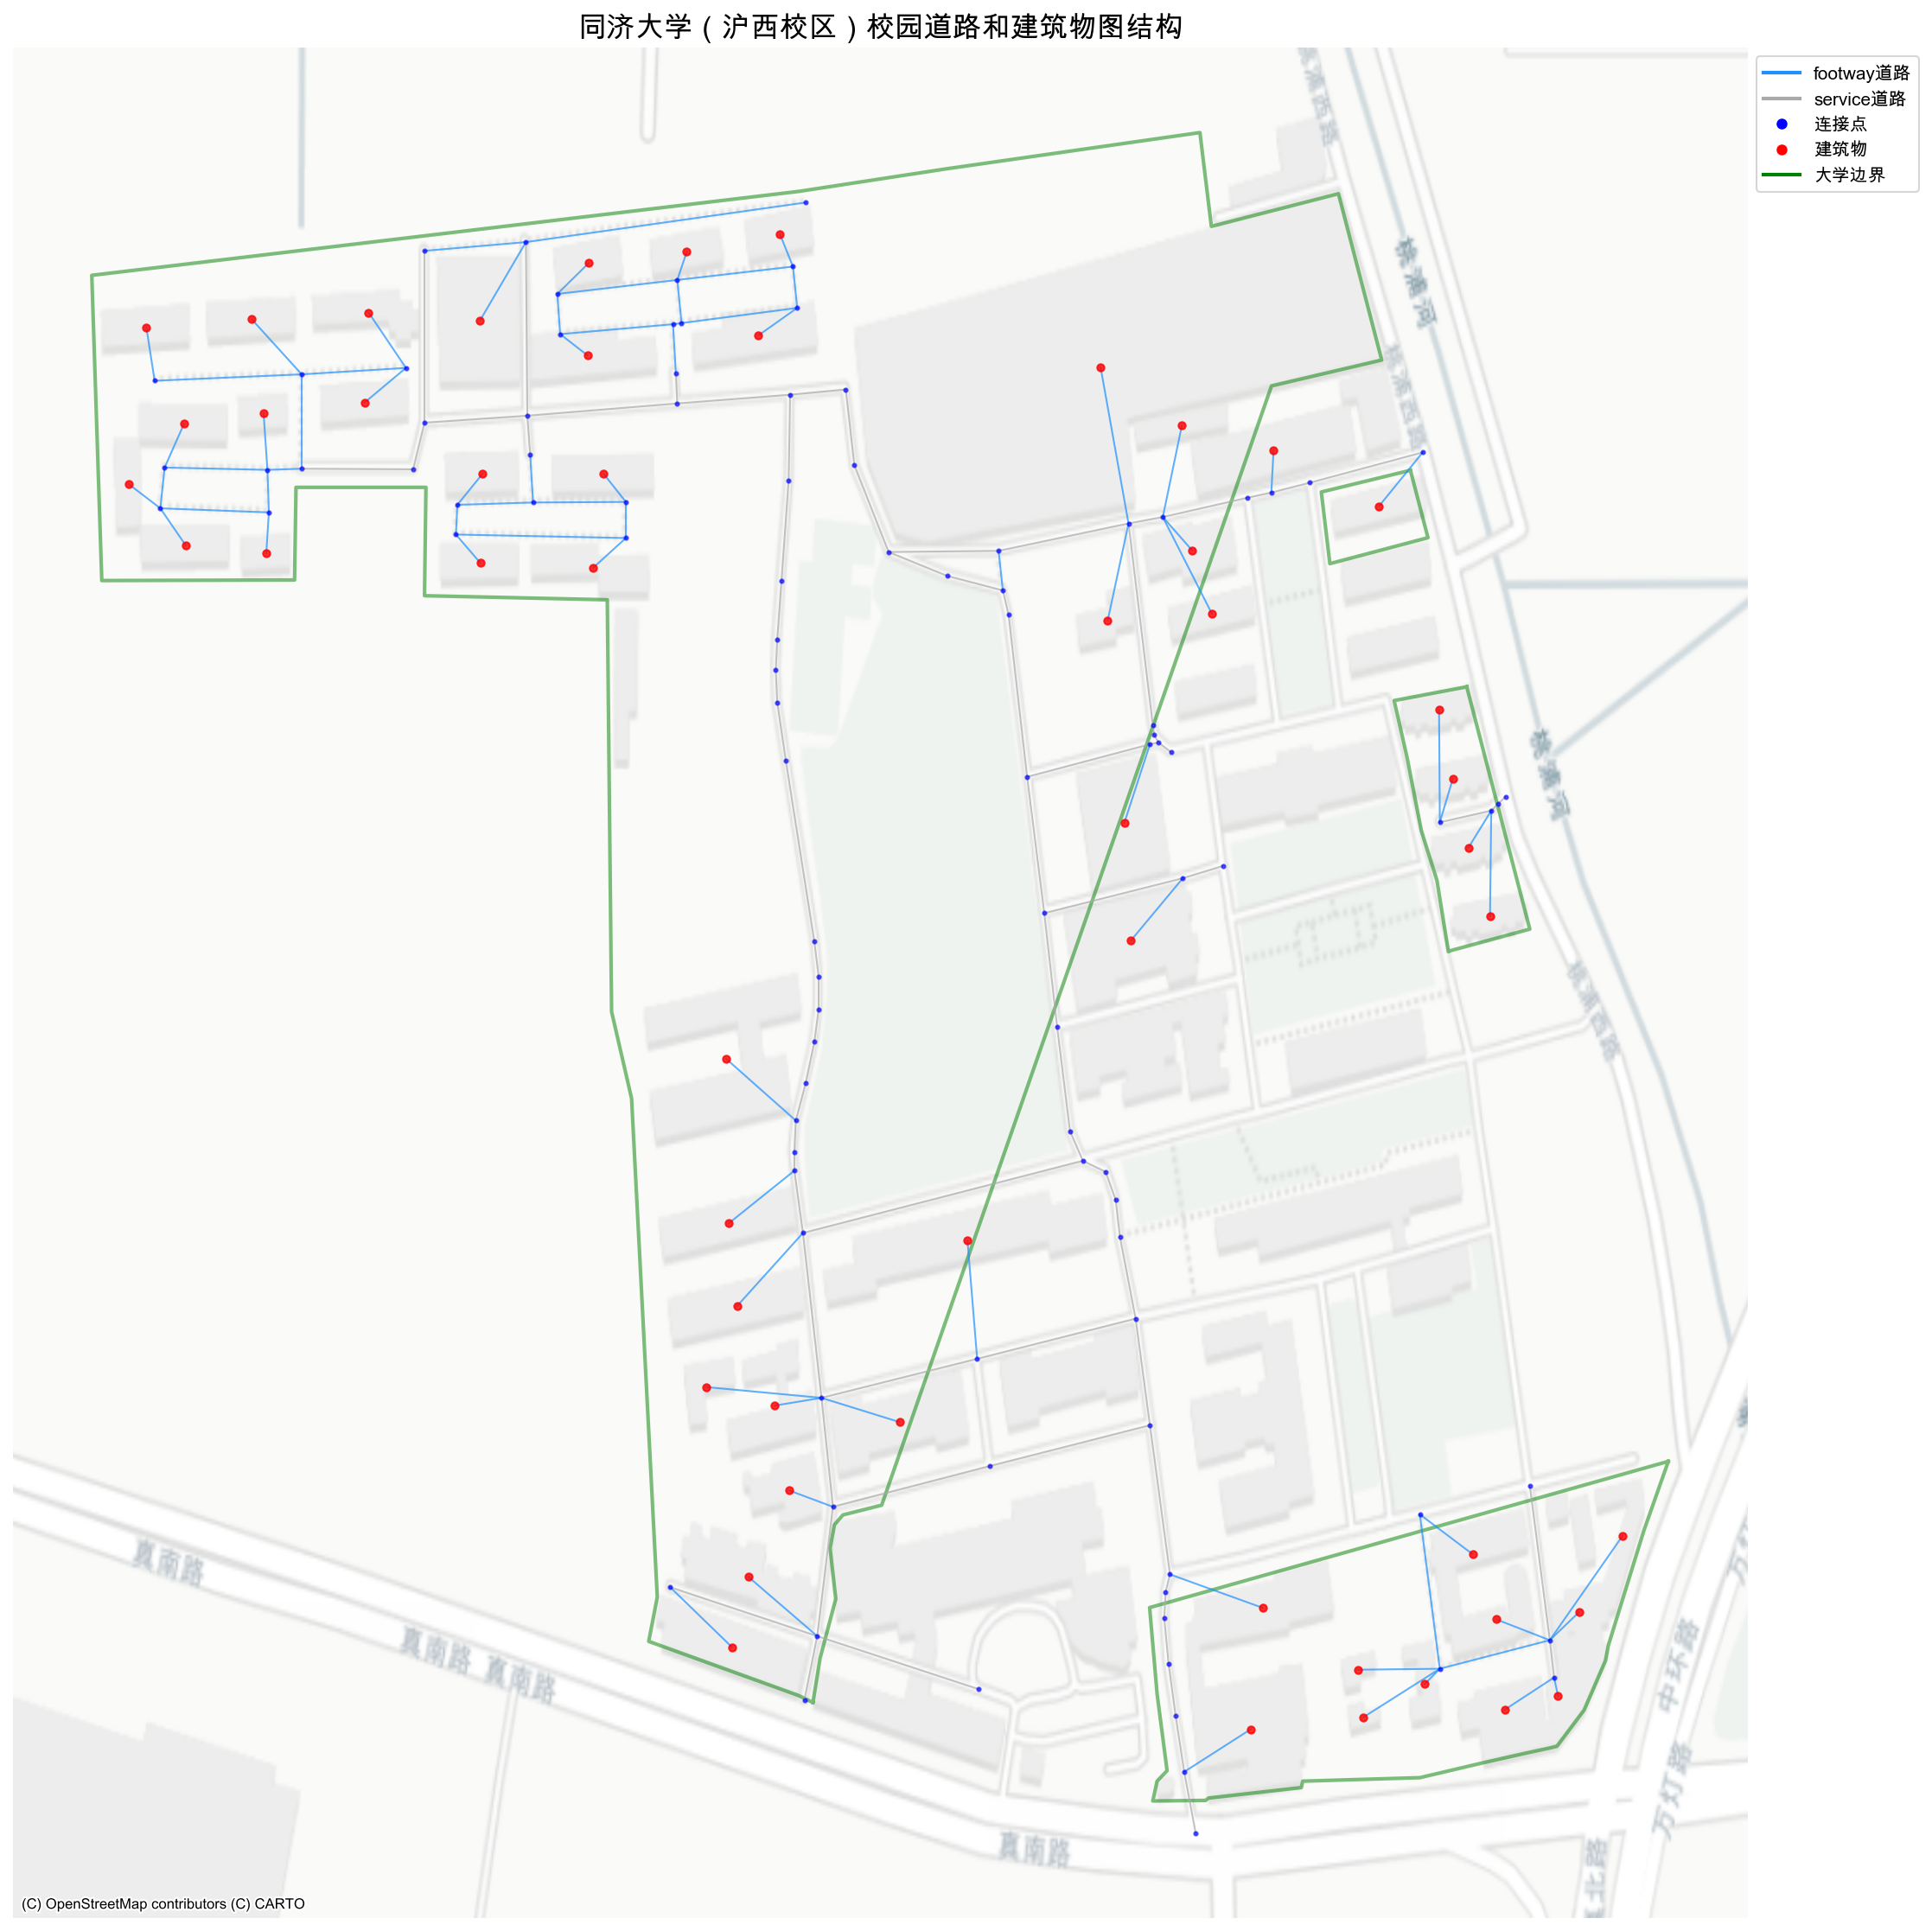 同济大学（沪西校区）校园道路和建筑物图结构
footway道路
service道路
连接点
建筑物
大学边界
桃浦西路
桃浦河
桃浦西路
桃浦河
桃浦西路
真南路
真南路
真南路
真南路
中环路
万灯路
北路
(C) OpenStreetMap contributors (C) CARTO